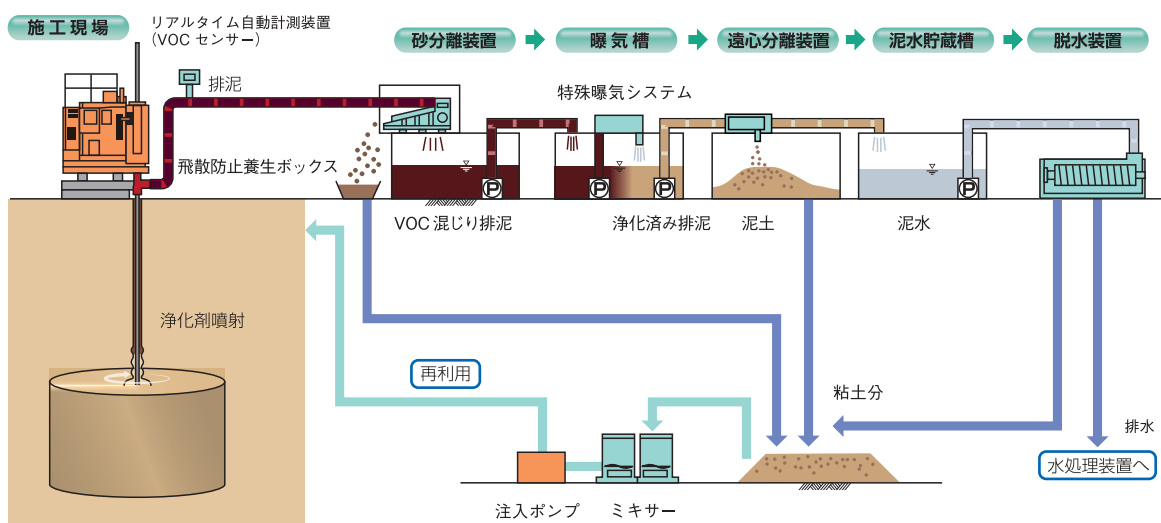 施工現場
リアルタイム自動計測装置
（VOC センサー）
砂分離装置
曝気槽
遠心分離装置
泥水貯蔵槽
脱水装置
排泥
特殊曝気システム
飛散防止養生ボックス
P
P
P
P
VOC 混じり排泥
浄化済み排泥
泥土
泥水
浄化剤噴射
再利用
粘土分
排水
水処理装置へ
注入ポンプ
ミキサー